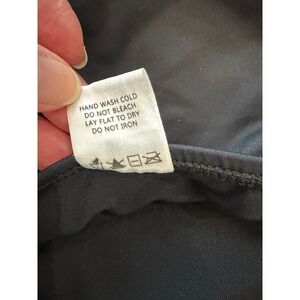 HAND WASH COLD
DO NOT BLEACH
LAY FLAT TO DRY
DO NOT IRON